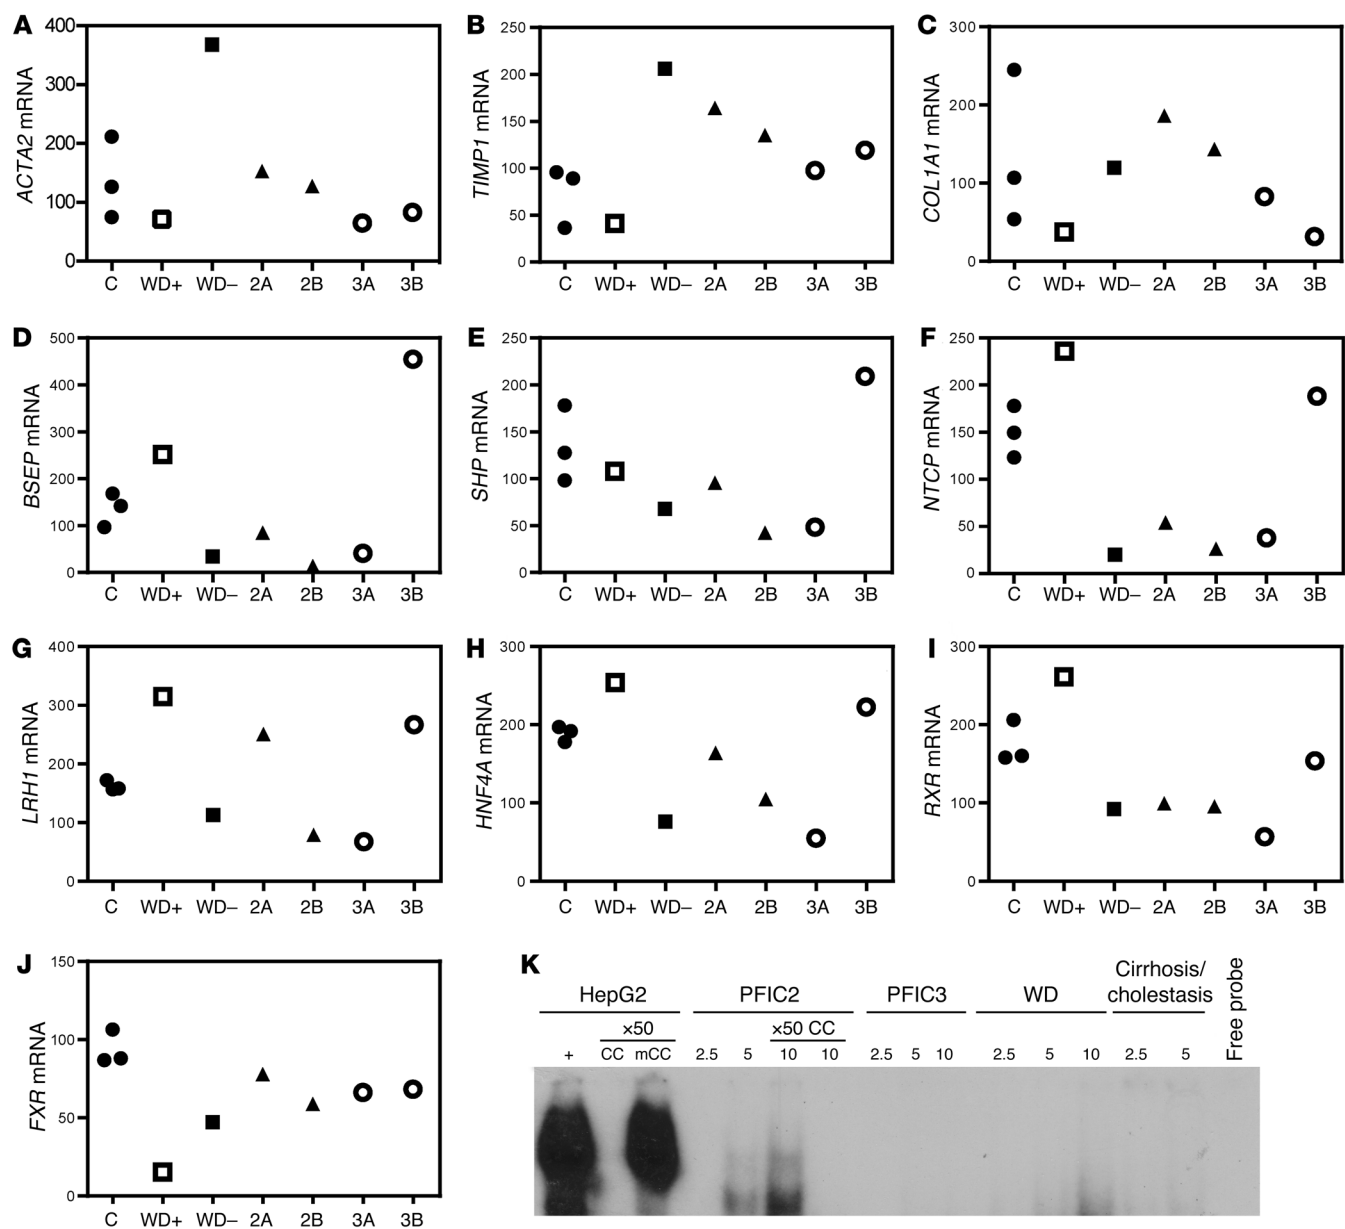 A
ACTA2 mRNA
400
300
200
100
0
C WD+ WD– 2A 2B 3A 3B
B
TIMP1 mRNA
250
200
150
100
50
0
C WD+ WD– 2A 2B 3A 3B
C
COL1A1 mRNA
300
200
100
0
C WD+ WD– 2A 2B 3A 3B
D
BSEP mRNA
500
400
300
200
100
0
C WD+ WD– 2A 2B 3A 3B
E
SHP mRNA
250
200
150
100
50
0
C WD+ WD– 2A 2B 3A 3B
F
NTCP mRNA
250
200
150
100
50
0
C WD+ WD– 2A 2B 3A 3B
G
LRH1 mRNA
400
300
200
100
0
C WD+ WD– 2A 2B 3A 3B
H
HNF4A mRNA
300
200
100
0
C WD+ WD– 2A 2B 3A 3B
I
RXR mRNA
300
200
100
0
C WD+ WD– 2A 2B 3A 3B
J
FXR mRNA
150
100
50
0
C WD+ WD– 2A 2B 3A 3B
K
HepG2 PFIC2 PFIC3 WD Cirrhosis/
cholestasis
Free probe
×50 ×50 CC
+ CC mCC 2.5 5 10 10 2.5 5 10 2.5 5 10 2.5 5